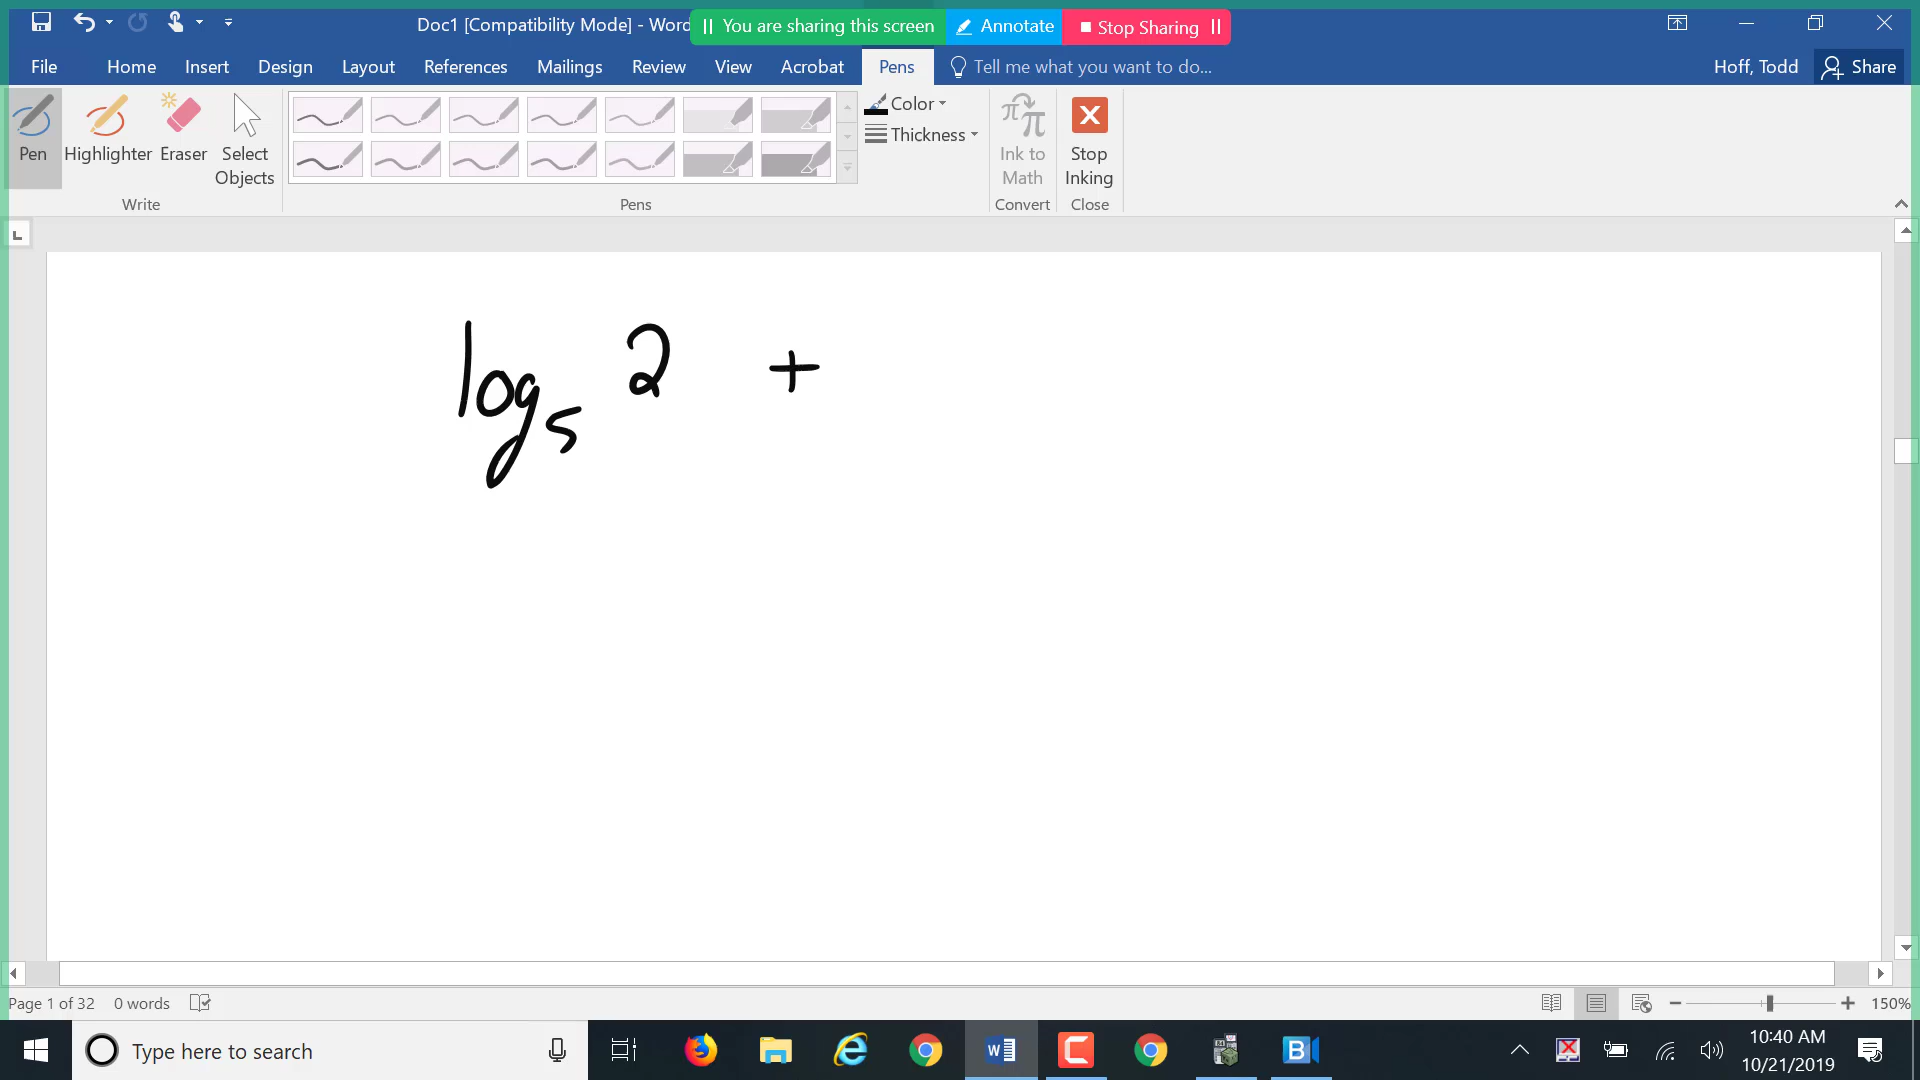 Doc1 [Compatibility Mode] - Word
You are sharing this screen
Annotate
Stop Sharing
File Home Insert Design Layout References Mailings Review View Acrobat Pens Tell me what you want to do... Hoff, Todd Share
Pen Highlighter Eraser Select Objects
Color
Thickness
Ink to Math
Stop Inking
Write Pens Convert Close
log₅ 2 +
Page 1 of 32 0 words 150%
Type here to search
10:40 AM
10/21/2019